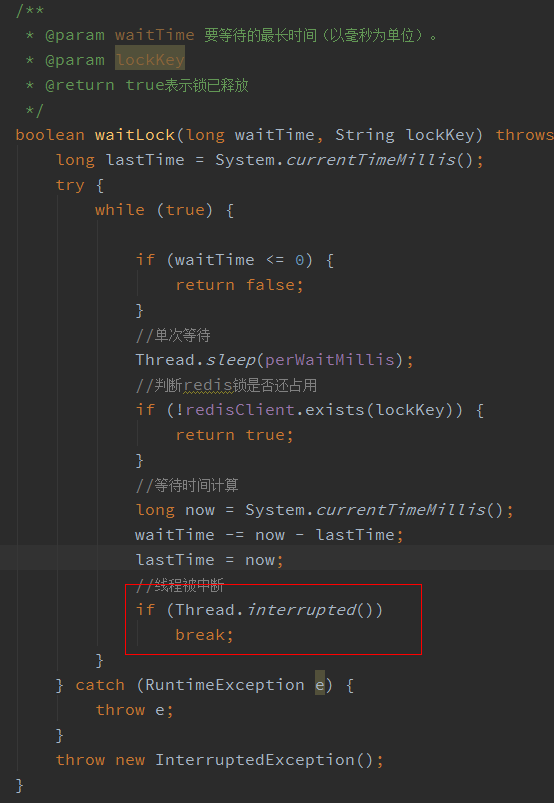 /**
 * @param waitTime 要等待的最长时间（以毫秒为单位）。
 * @param lockKey
 * @return true表示锁已释放
 */
boolean waitLock(long waitTime, String lockKey) throws
    long lastTime = System.currentTimeMillis();
    try {
        while (true) {
            if (waitTime <= 0) {
                return false;
            }
            //单次等待
            Thread.sleep(perWaitMillis);
            //判断redis锁是否还占用
            if (!redisClient.exists(lockKey)) {
                return true;
            }
            //等待时间计算
            long now = System.currentTimeMillis();
            waitTime -= now - lastTime;
            lastTime = now;
            //线程被中断
            if (Thread.interrupted())
                break;
        }
    } catch (RuntimeException e) {
        throw e;
    }
    throw new InterruptedException();
}